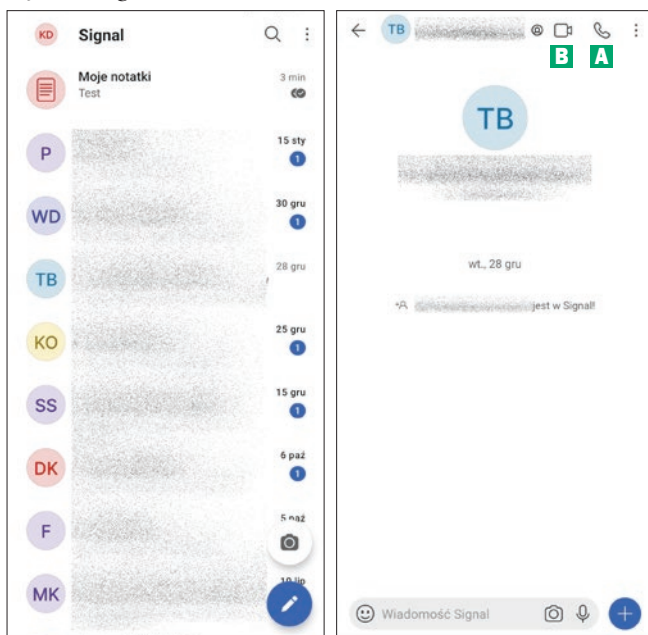 KD Signal
Moje notatki 3 min
Test
P 15 sty
1
WD 30 gru
1
TB 28 gru
KO 25 gru
1
SS 15 gru
1
DK 6 paź
1
F 5 paź
MK 10 lip
TB
B A
TB
wt., 28 gru
jest w Signal!
Wiadomość Signal